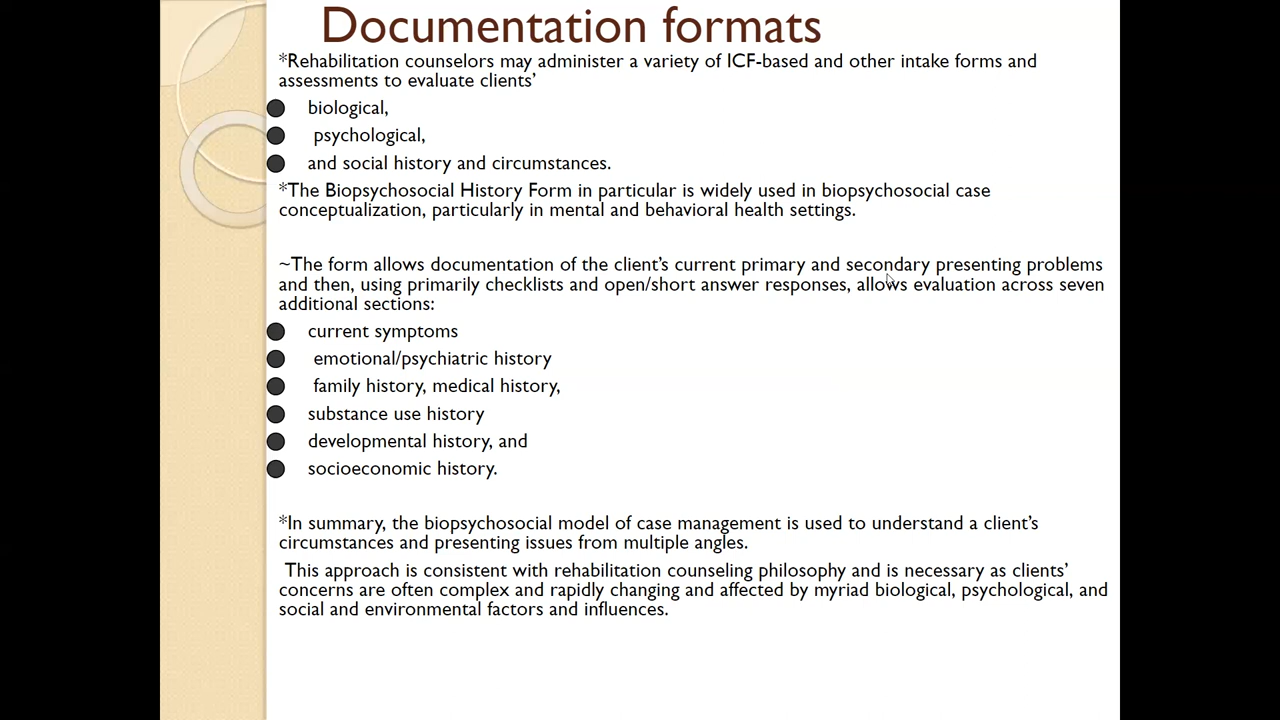 Documentation formats
*Rehabilitation counselors may administer a variety of ICF-based and other intake forms and
assessments to evaluate clients’
biological,
psychological,
and social history and circumstances.
*The Biopsychosocial History Form in particular is widely used in biopsychosocial case
conceptualization, particularly in mental and behavioral health settings.
~The form allows documentation of the client’s current primary and secondary presenting problems
and then, using primarily checklists and open/short answer responses, allows evaluation across seven
additional sections:
current symptoms
emotional/psychiatric history
family history, medical history,
substance use history
developmental history, and
socioeconomic history.
*In summary, the biopsychosocial model of case management is used to understand a client’s
circumstances and presenting issues from multiple angles.
This approach is consistent with rehabilitation counseling philosophy and is necessary as clients’
concerns are often complex and rapidly changing and affected by myriad biological, psychological, and
social and environmental factors and influences.